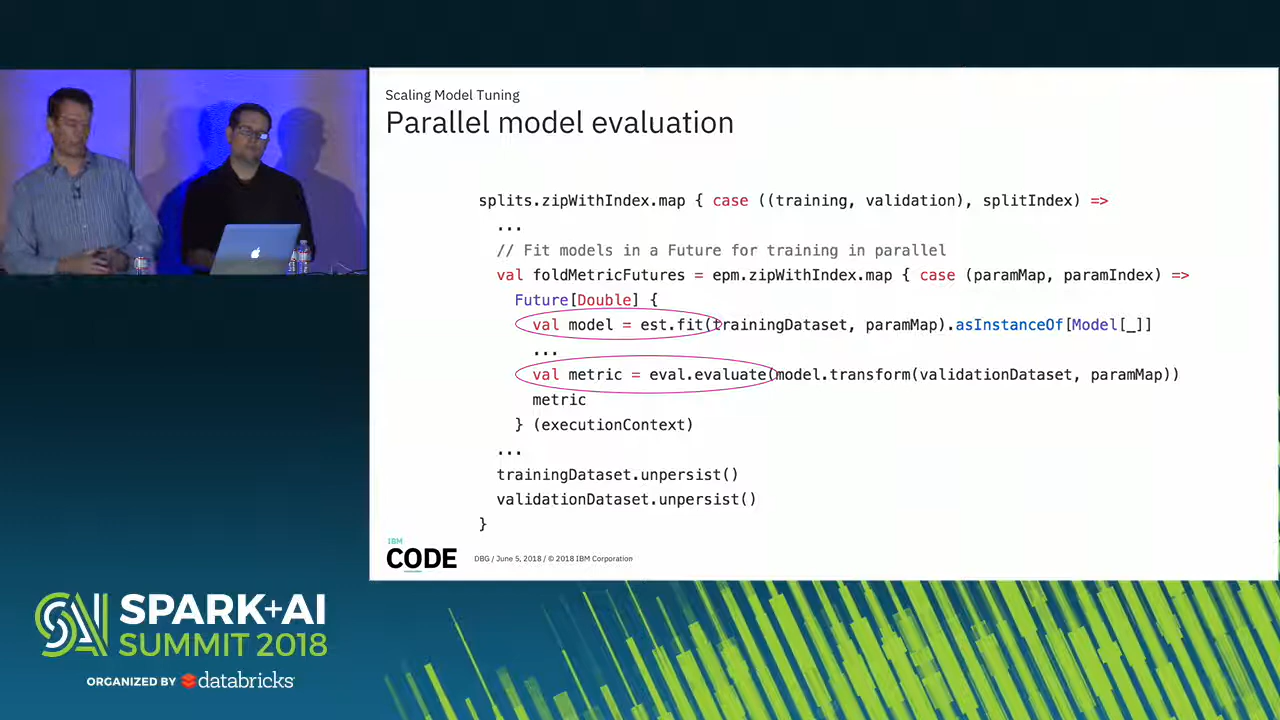 Scaling Model Tuning
Parallel model evaluation
splits.zipWithIndex.map { case ((training, validation), splitIndex) =>
...
// Fit models in a Future for training in parallel
val foldMetricFutures = epm.zipWithIndex.map { case (paramMap, paramIndex) =>
Future[Double] {
val model = est.fit(trainingDataset, paramMap).asInstanceOf[Model[_]]
...
val metric = eval.evaluate(model.transform(validationDataset, paramMap))
metric
} (executionContext)
...
trainingDataset.unpersist()
validationDataset.unpersist()
}
IBM
CODE
DBG / June 5, 2018 / © 2018 IBM Corporation
SPARK+AI
SUMMIT 2018
ORGANIZED BY databricks